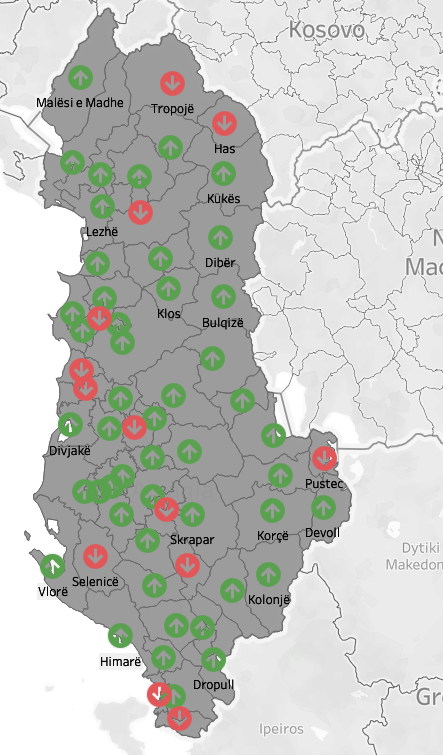 Kosovo
Malësi e Madhe
Tropojë
Has
Kukës
Lezhë
Dibër
Klos
Bulqizë
Divjakë
Pustec
Skrapar
Korçë
Devoll
Dytiki
Makedon
Selenicë
Vlorë
Kolonjë
Himarë
Dropull
Gre
Ipeiros